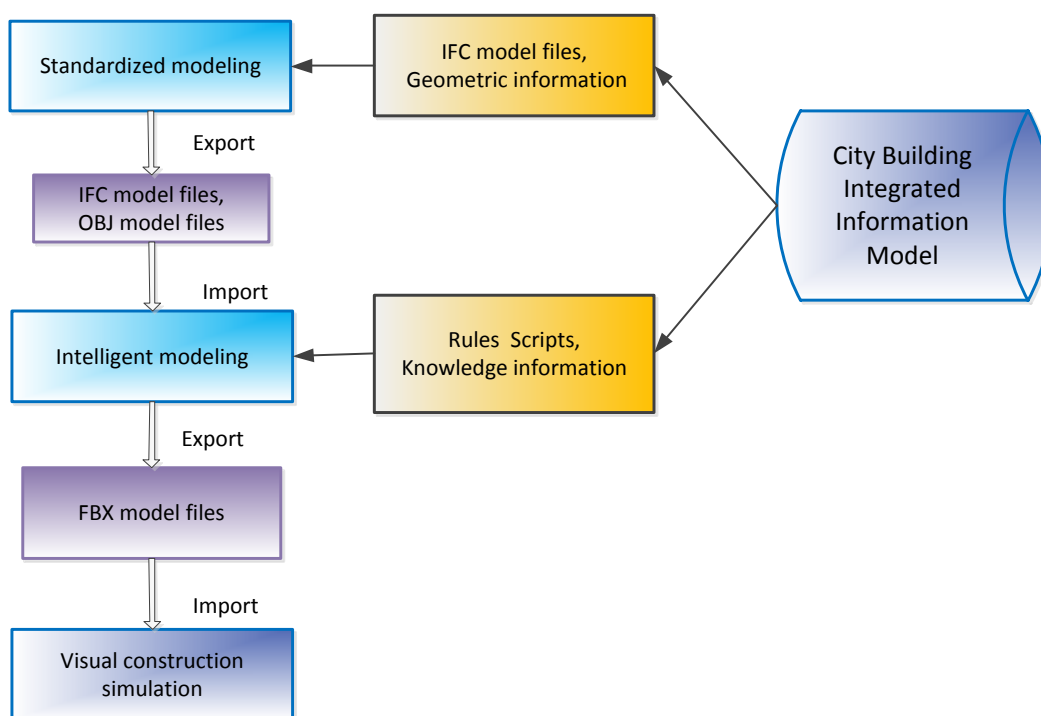 Standardized modeling
IFC model files,
Geometric information
City Building
Integrated
Information
Model
Export
IFC model files,
OBJ model files
Import
Intelligent modeling
Rules  Scripts,
Knowledge information
Export
FBX model files
Import
Visual construction
simulation